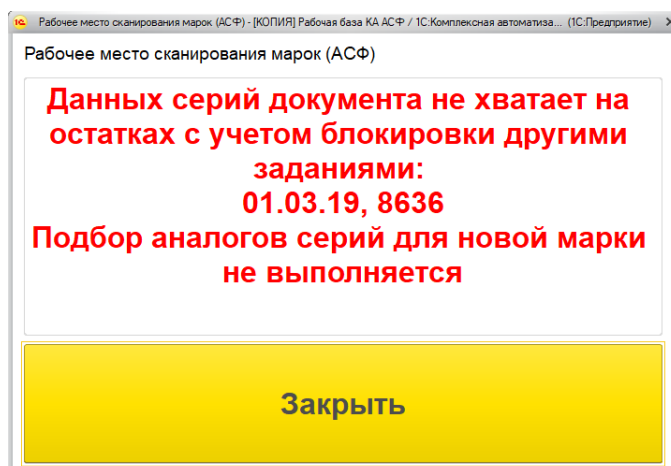 Рабочее место сканирования марок (АСФ) - [КОПИЯ] Рабочая база КА АСФ / 1С:Комплексная автоматиза... (1С:Предприятие)
Рабочее место сканирования марок (АСФ)
Данных серий документа не хватает на
остатках с учетом блокировки другими
заданиями:
01.03.19, 8636
Подбор аналогов серий для новой марки
не выполняется
Закрыть